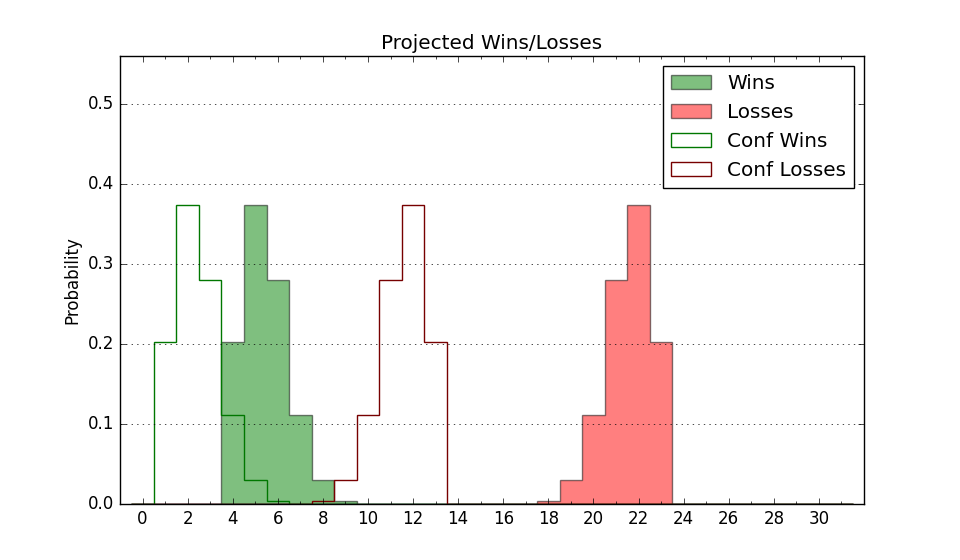 Projected Wins/Losses
Wins
Losses
Conf Wins
Conf Losses
Probability
0.5
0.4
0.3
0.2
0.1
0.0
0 2 4 6 8 10 12 14 16 18 20 22 24 26 28 30